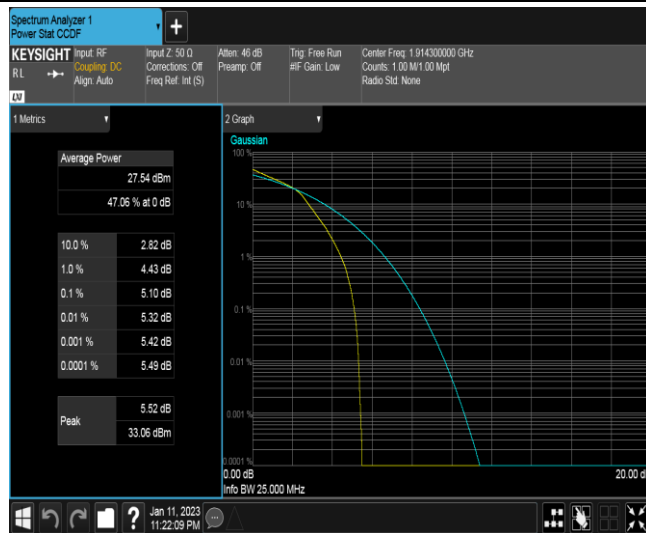 Spectrum Analyzer 1
Power Stat CCDF
+
KEYSIGHT
RL
Input: RF
Coupling: DC
Align: Auto
Input Z: 50 Ω
Corrections: Off
Freq Ref: Int (S)
Atten: 46 dB
Preamp: Off
Trig: Free Run
#IF Gain: Low
Center Freq: 1.914300000 GHz
Counts: 1.00 M/1.00 Mpt
Radio Std: None
1 Metrics
Average Power
27.54 dBm
47.06 % at 0 dB
10.0 % 2.82 dB
1.0 % 4.43 dB
0.1 % 5.10 dB
0.01 % 5.32 dB
0.001 % 5.42 dB
0.0001 % 5.49 dB
Peak
5.52 dB
33.06 dBm
2 Graph
Gaussian
100 %
10 %
1 %
0.1 %
0.01 %
0.001 %
0.0001 %
0.00 dB
20.00 d
Info BW 25.000 MHz
?
Jan 11, 2023
11:22:09 PM